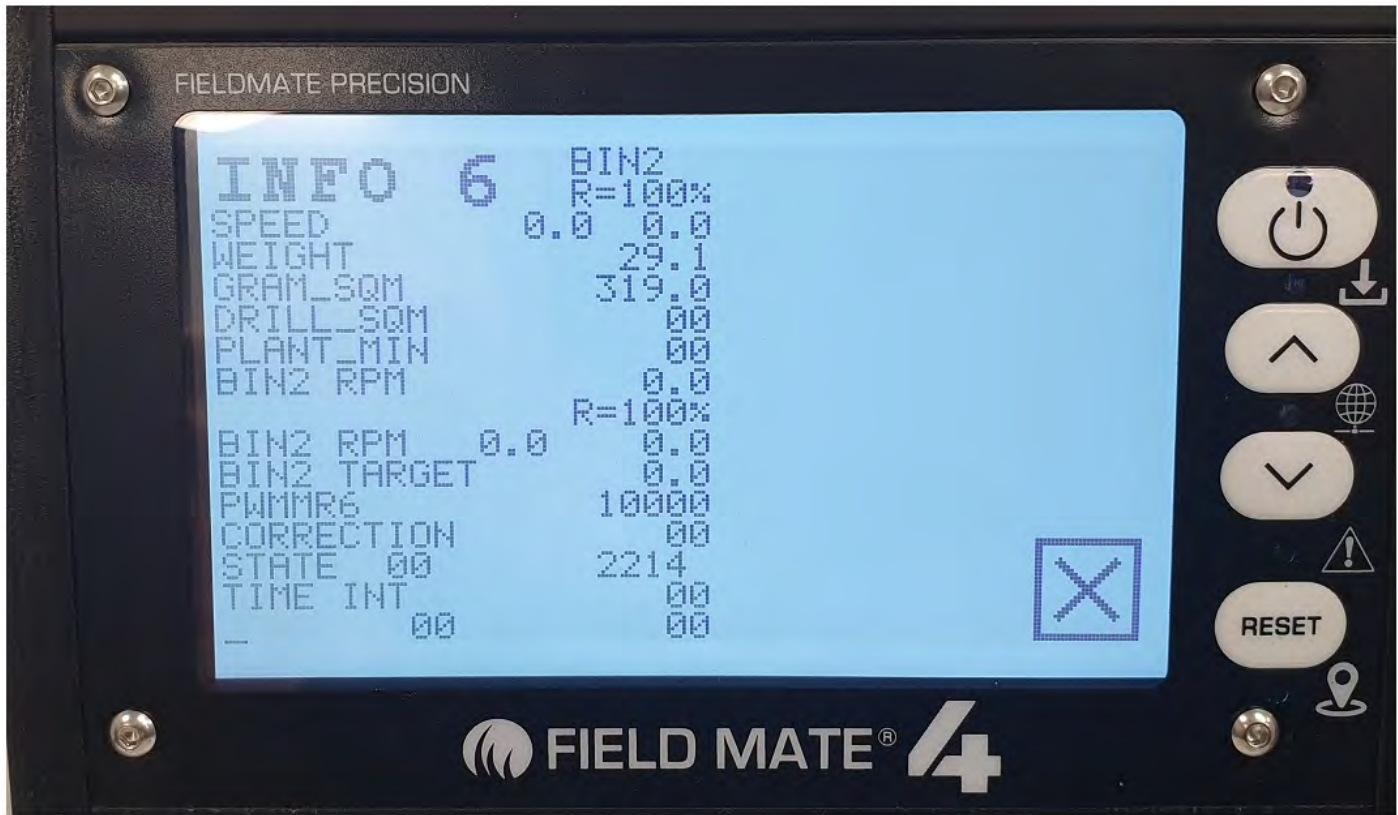 FIELDMATE PRECISION
INFO 6 BIN2
R=100%
SPEED 0.0 0.0
WEIGHT 29.1
GRAM_SQM 319.0
DRILL_SQM 00
PLANT_MIN 00
BIN2 RPM 0.0
R=100%
BIN2 RPM 0.0 0.0
BIN2 TARGET 0.0
PWMMR6 10000
CORRECTION 00
STATE 00 2214
TIME INT 00
_ 00 00
RESET
FIELD MATE® 4